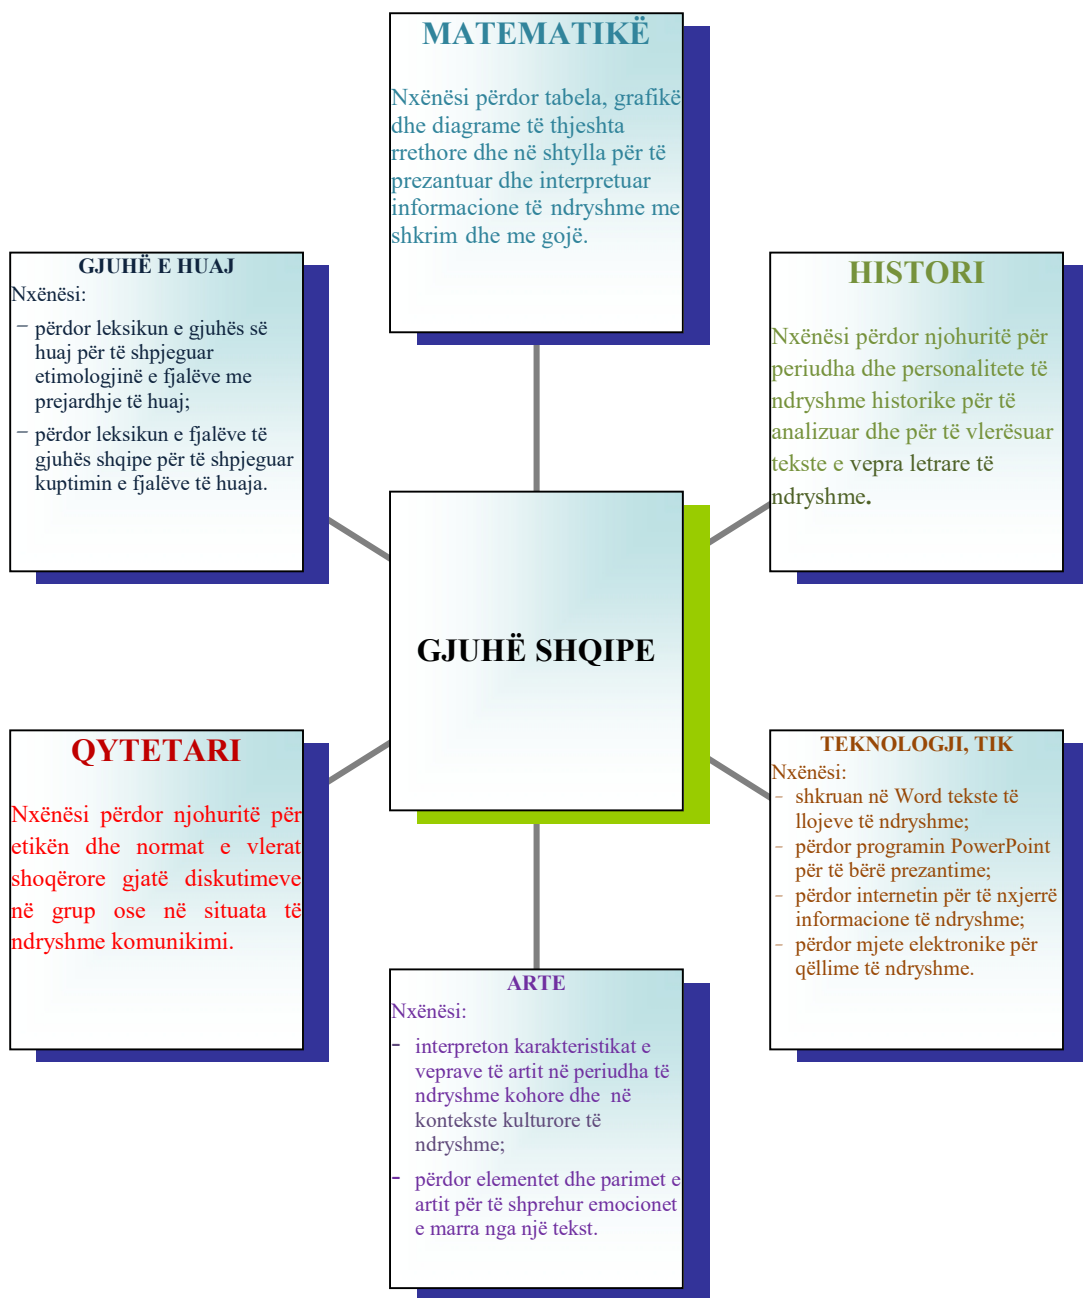 MATEMATIKË
Nxënësi përdor tabela, grafikë
dhe diagrame të thjeshta
rrethore dhe në shtylla për të
prezantuar dhe interpretuar
informacione të ndryshme me
shkrim dhe me gojë.
GJUHË E HUAJ
Nxënësi:
− përdor leksikun e gjuhës së
huaj për të shpjeguar
etimologjinë e fjalëve me
prejardhje të huaj;
− përdor leksikun e fjalëve të
gjuhës shqipe për të shpjeguar
kuptimin e fjalëve të huaja.
HISTORI
Nxënësi përdor njohuritë për
periudha dhe personalitete të
ndryshme historike për të
analizuar dhe për të vlerësuar
tekste e vepra letrare të
ndryshme.
GJUHË SHQIPE
QYTETARI
Nxënësi përdor njohuritë për
etikën dhe normat e vlerat
shoqërore gjatë diskutimeve
në grup ose në situata të
ndryshme komunikimi.
TEKNOLOGJI, TIK
Nxënësi:
- shkruan në Word tekste të
llojeve të ndryshme;
- përdor programin PowerPoint
për të bërë prezantime;
- përdor internetin për të nxjerrë
informacione të ndryshme;
- përdor mjete elektronike për
qëllime të ndryshme.
ARTE
Nxënësi:
- interpreton karakteristikat e
veprave të artit në periudha të
ndryshme kohore dhe në
kontekste kulturore të
ndryshme;
- përdor elementet dhe parimet e
artit për të shprehur emocionet
e marra nga një tekst.